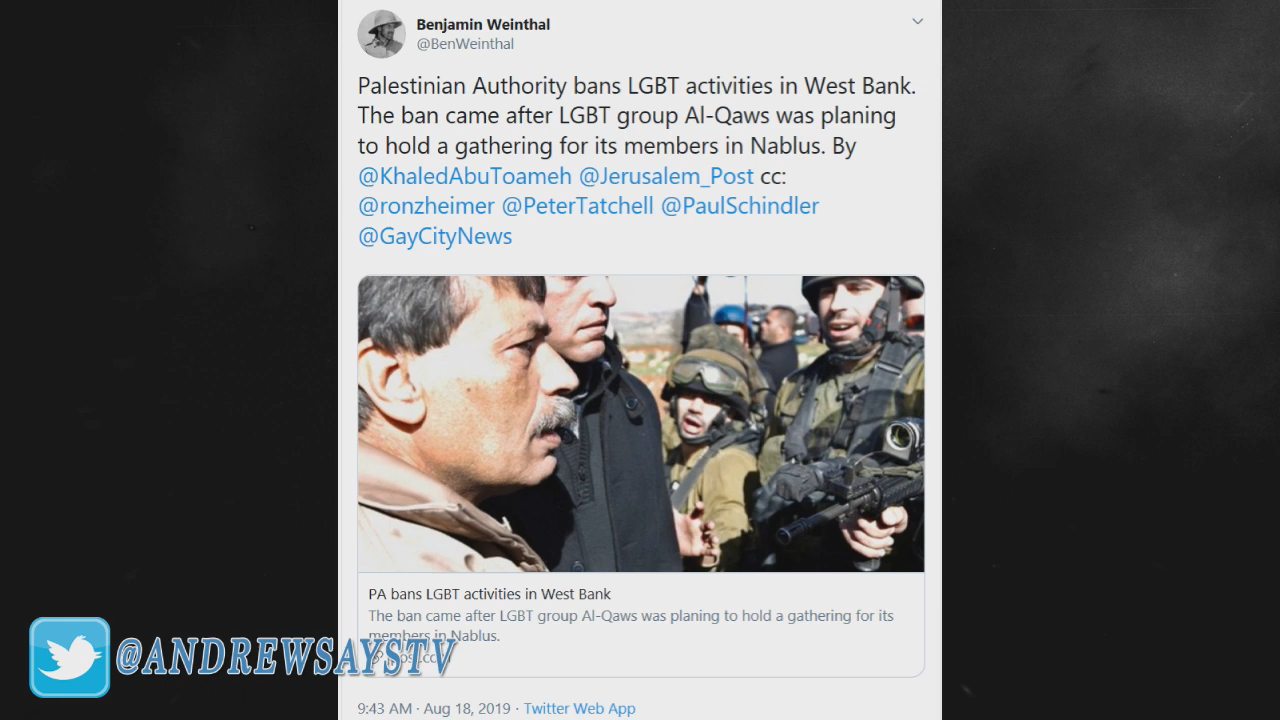 Benjamin Weinthal
@BenWeinthal
Palestinian Authority bans LGBT activities in West Bank.
The ban came after LGBT group Al-Qaws was planing
to hold a gathering for its members in Nablus. By
@KhaledAbuToameh @Jerusalem_Post cc:
@ronzheimer @PeterTatchell @PaulSchindler
@GayCityNews
PA bans LGBT activities in West Bank
The ban came after LGBT group Al-Qaws was planing to hold a gathering for its
members in Nablus.
@ANDREWSAYSTV
9:43 AM · Aug 18, 2019 · Twitter Web App